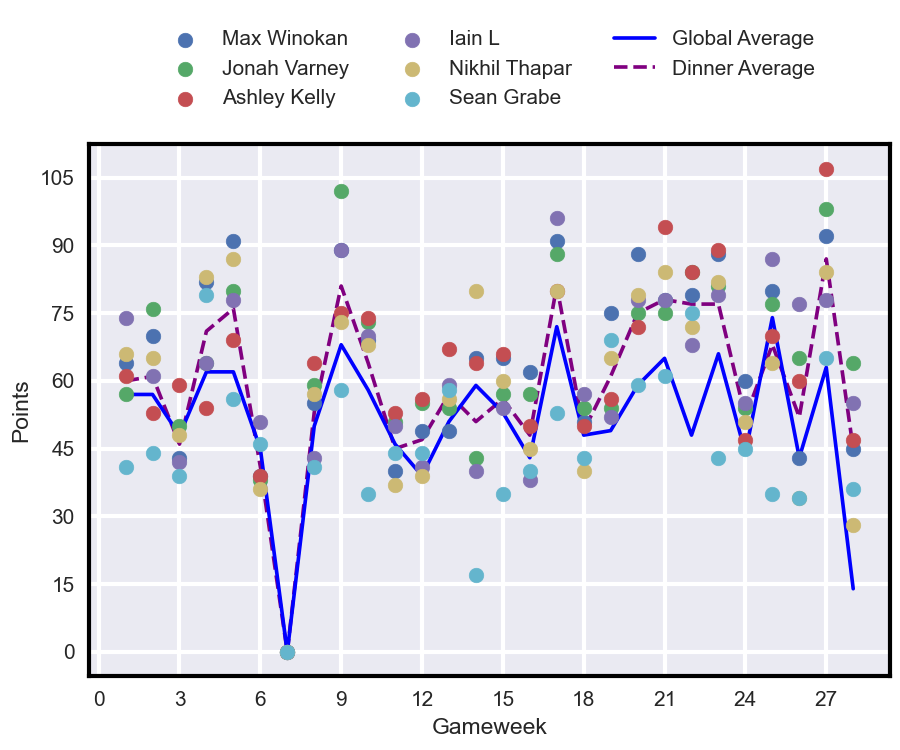 Max Winokan
Jonah Varney
Ashley Kelly
Iain L
Nikhil Thapar
Sean Grabe
Global Average
Dinner Average
105
90
75
60
45
30
15
0
Points
0 3 6 9 12 15 18 21 24 27
Gameweek